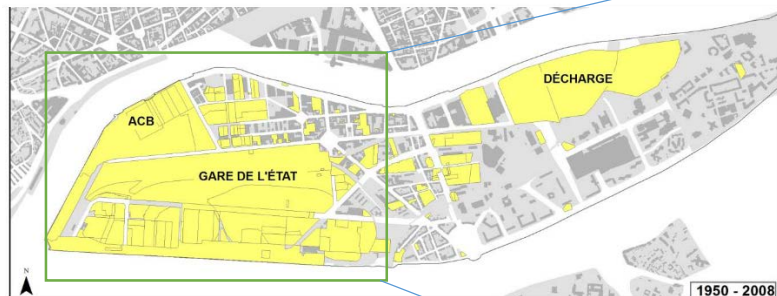 DÉCHARGE
ACB
GARE DE L'ÉTAT
N
1950 - 2008